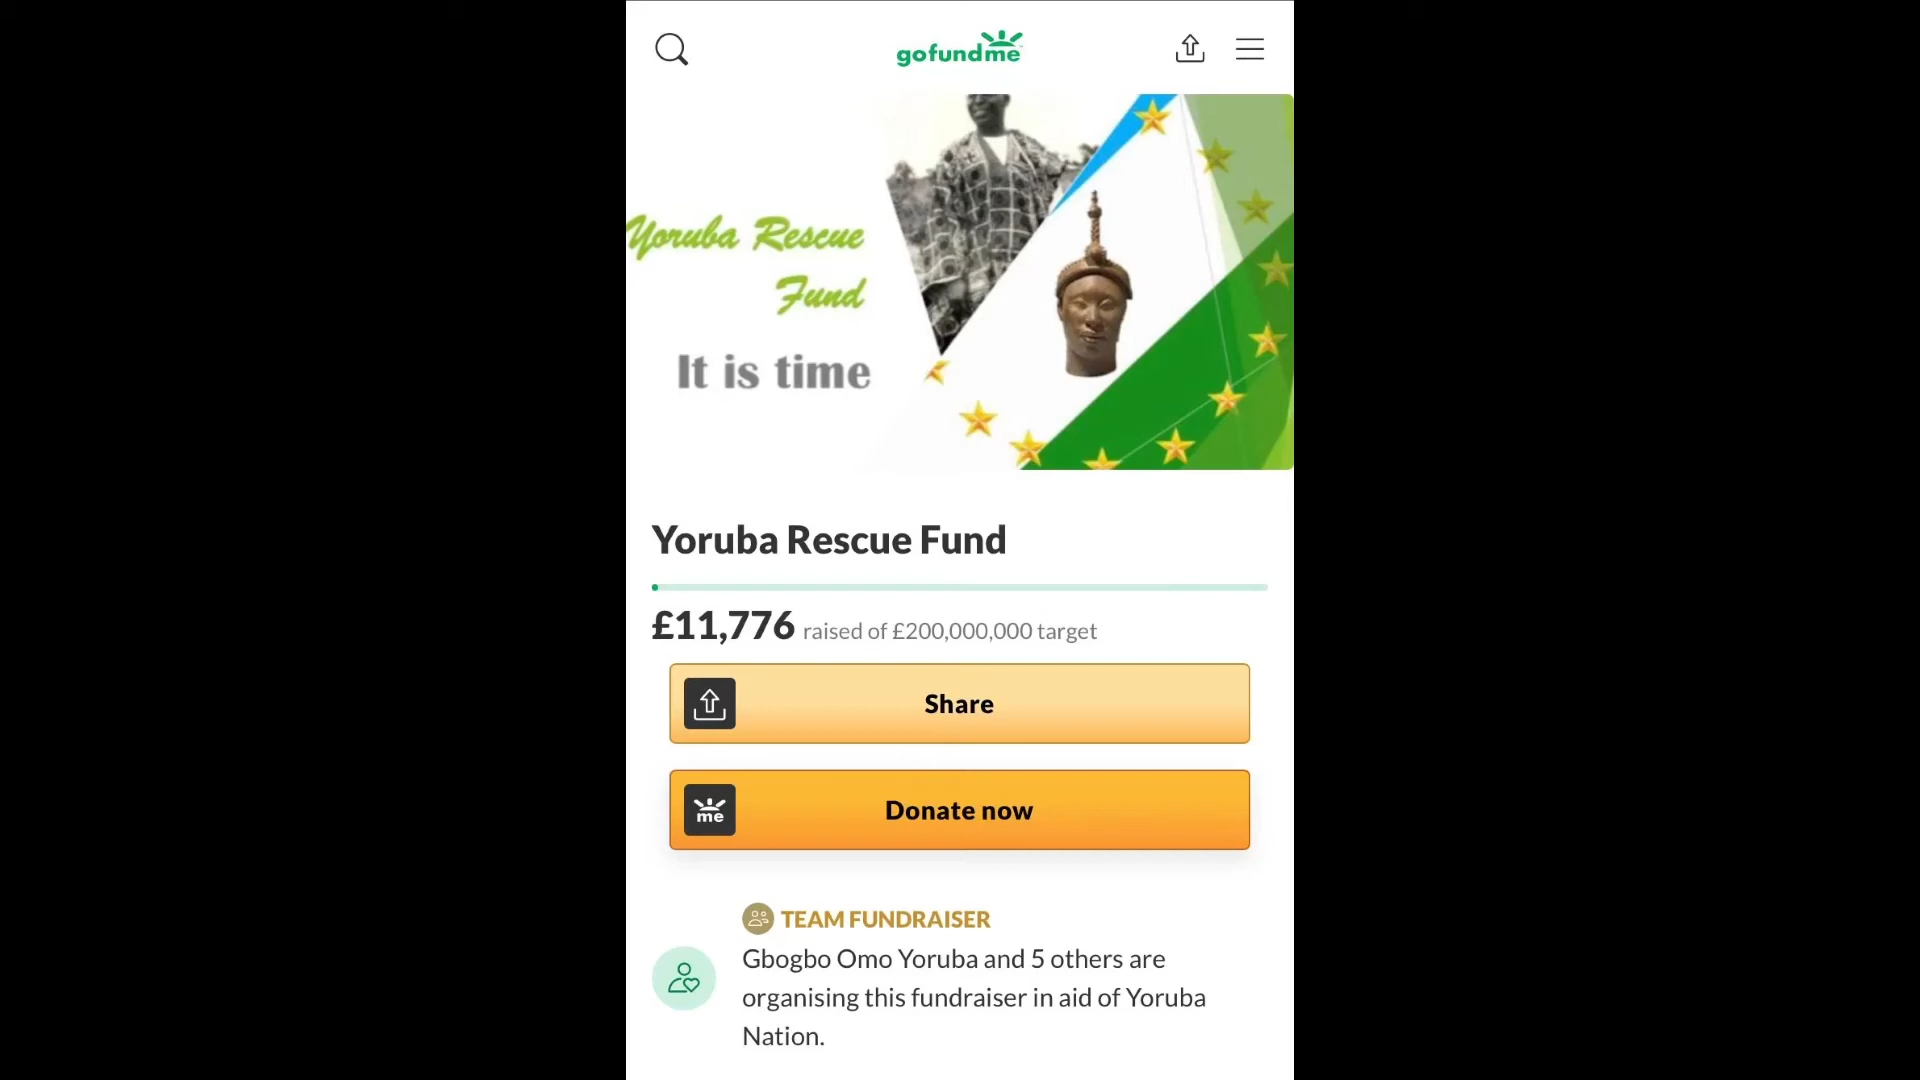 gofundme
Yoruba Rescue
Fund
It is time
Yoruba Rescue Fund
£11,776 raised of £200,000,000 target
Share
me
Donate now
TEAM FUNDRAISER
Gbogbo Omo Yoruba and 5 others are
organising this fundraiser in aid of Yoruba
Nation.